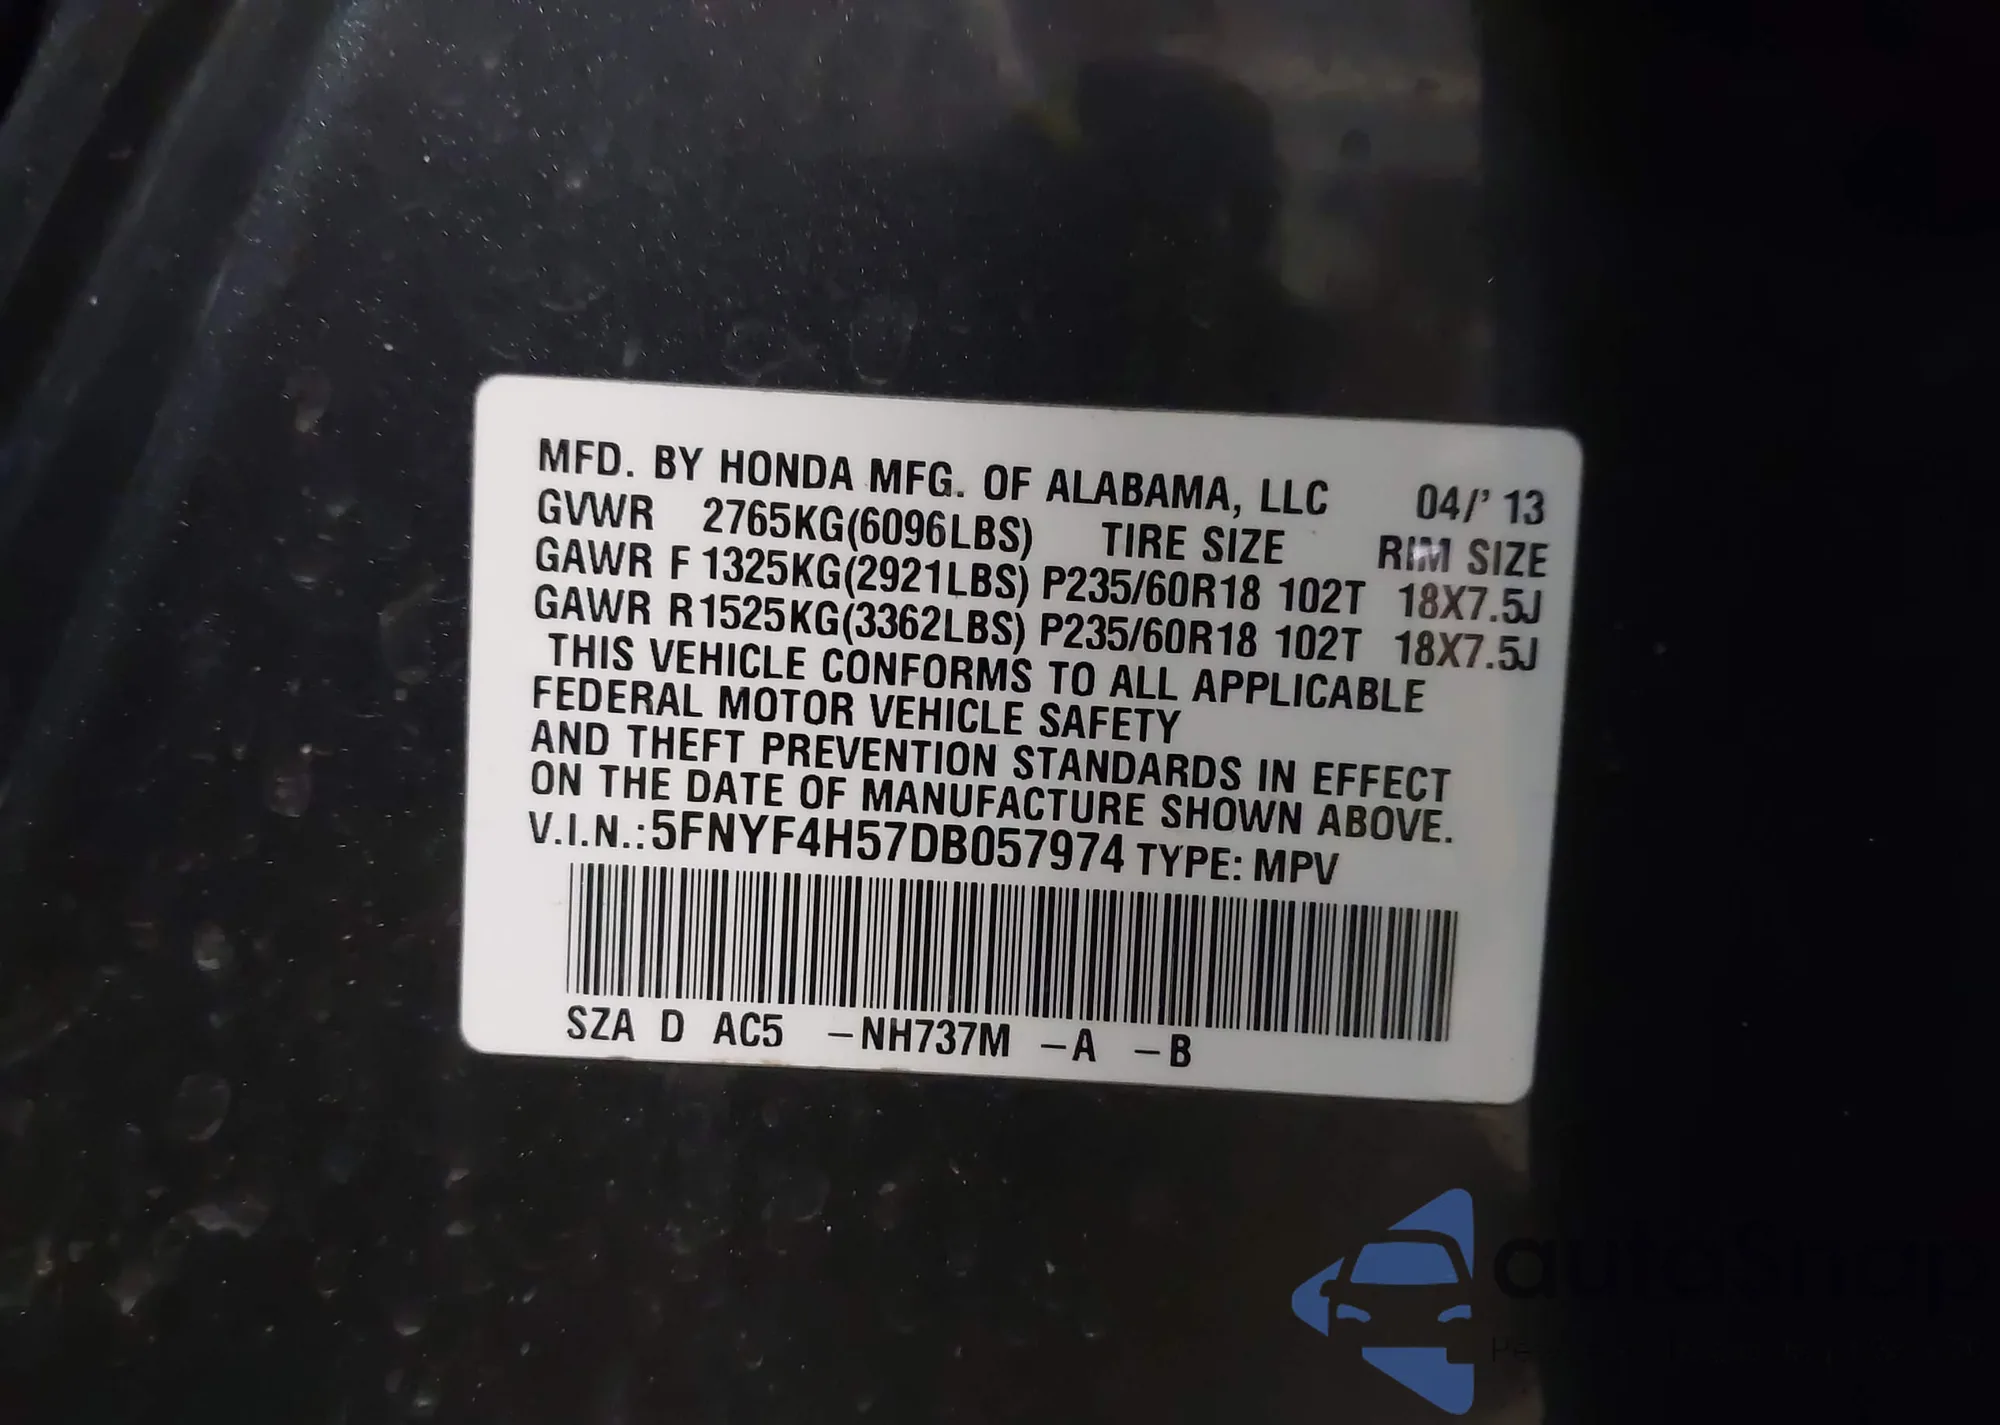 MFD. BY HONDA MFG. OF ALABAMA, LLC 04/' 13
GVWR 2765KG(6096LBS) TIRE SIZE RIM SIZE
GAWR F 1325KG(2921LBS) P235/60R18 102T 18X7.5J
GAWR R 1525KG(3362LBS) P235/60R18 102T 18X7.5J
THIS VEHICLE CONFORMS TO ALL APPLICABLE
FEDERAL MOTOR VEHICLE SAFETY
AND THEFT PREVENTION STANDARDS IN EFFECT
ON THE DATE OF MANUFACTURE SHOWN ABOVE.
V.I.N.:5FNYF4H57DB057974 TYPE: MPV
SZA D AC5 –NH737M –A –B